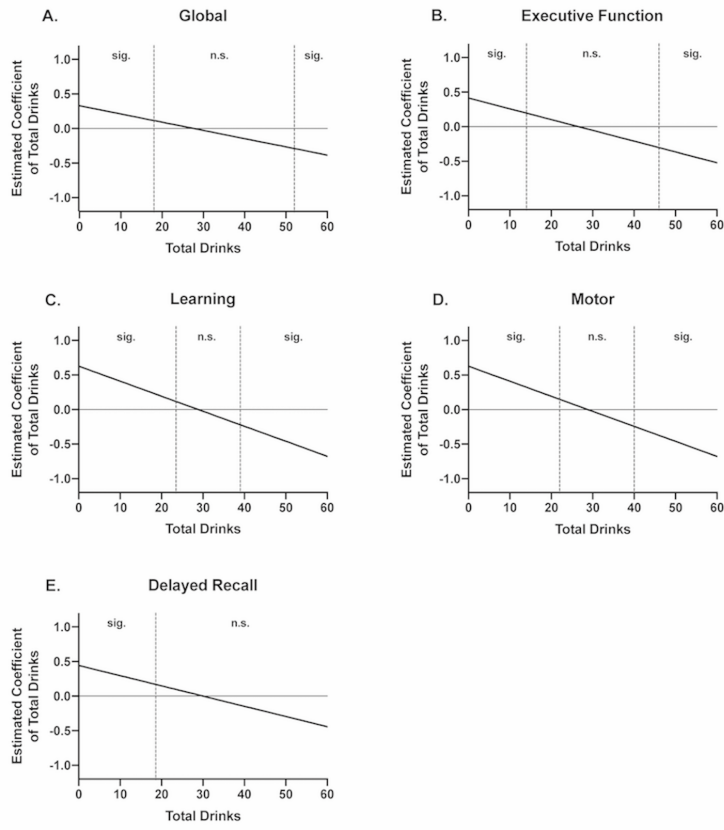 A. Global
sig. n.s. sig.
Estimated Coefficient
of Total Drinks
1.0
0.5
0.0
-0.5
-1.0
0 10 20 30 40 50 60
Total Drinks
B. Executive Function
sig. n.s. sig.
Estimated Coefficient
of Total Drinks
1.0
0.5
0.0
-0.5
-1.0
0 10 20 30 40 50 60
Total Drinks
C. Learning
sig. n.s. sig.
Estimated Coefficient
of Total Drinks
1.0
0.5
0.0
-0.5
-1.0
0 10 20 30 40 50 60
Total Drinks
D. Motor
sig. n.s. sig.
Estimated Coefficient
of Total Drinks
1.0
0.5
0.0
-0.5
-1.0
0 10 20 30 40 50 60
Total Drinks
E. Delayed Recall
sig. n.s.
Estimated Coefficient
of Total Drinks
1.0
0.5
0.0
-0.5
-1.0
0 10 20 30 40 50 60
Total Drinks